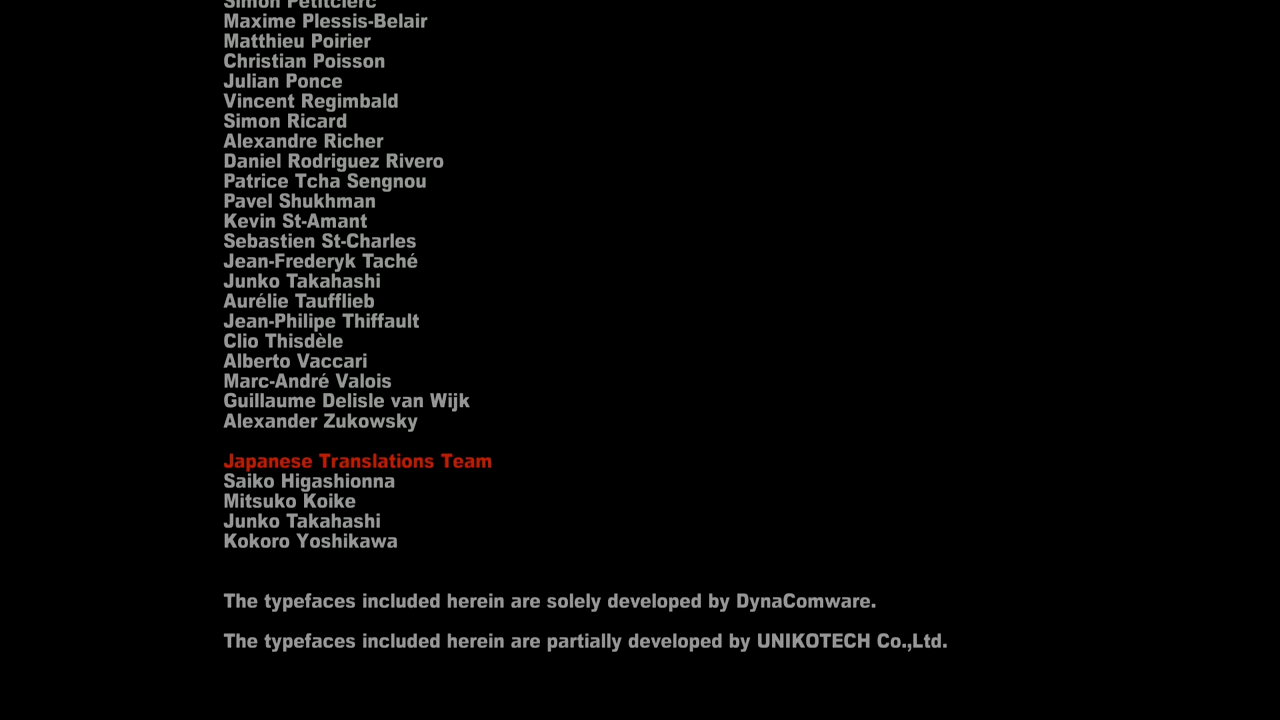 Simon Petitclerc
Maxime Plessis-Belair
Matthieu Poirier
Christian Poisson
Julian Ponce
Vincent Regimbald
Simon Ricard
Alexandre Richer
Daniel Rodriguez Rivero
Patrice Tcha Sengnou
Pavel Shukhman
Kevin St-Amant
Sebastien St-Charles
Jean-Frederyk Taché
Junko Takahashi
Aurélie Taufflieb
Jean-Philipe Thiffault
Clio Thisdèle
Alberto Vaccari
Marc-André Valois
Guillaume Delisle van Wijk
Alexander Zukowsky
Japanese Translations Team
Saiko Higashionna
Mitsuko Koike
Junko Takahashi
Kokoro Yoshikawa
The typefaces included herein are solely developed by DynaComware.
The typefaces included herein are partially developed by UNIKOTECH Co.,Ltd.